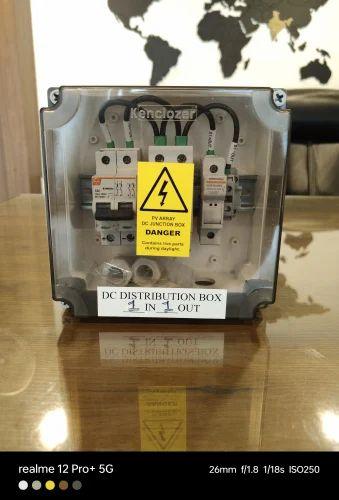 Kenclozer
PV ARRAY
DC JUNCTION BOX
DANGER
Contains live parts
during daylight.
DC DISTRIBUTION BOX
1 IN 1 OUT
realme 12 Pro+ 5G
26mm f/1.8 1/18s ISO250